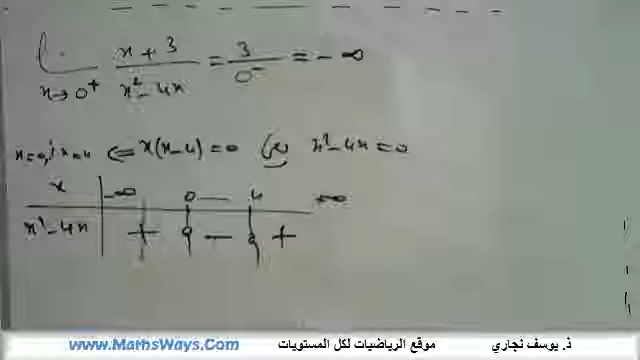 lim x→0⁺ (x + 3)/(x² - 4x) = 3/0⁻ = - ∞
x=0 أو x=4 ⇐ x(x-4)=0 يعني x²-4x=0
x -∞ 0 4 +∞
x²-4x + 0 - 0 +
www.MathsWays.Com موقع الرياضيات لكل المستويات ذ. يوسف نجاري